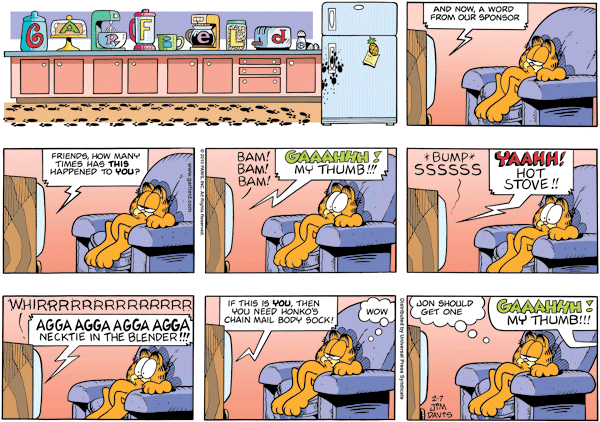 GARFIELD
AND NOW, A WORD
FROM OUR SPONSOR
FRIENDS, HOW MANY
TIMES HAS THIS
HAPPENED TO YOU?
www.garfield.com
© 2010 PAWS, INC. All Rights Reserved.
BAM!
BAM!
BAM!
GAAAHHH!
MY THUMB!!!
*BUMP*
SSSSSS
YAAHH!
HOT
STOVE!!
WHIRRRRRRRRRRRRRR
AGGA AGGA AGGA AGGA
NECKTIE IN THE BLENDER!!!
IF THIS IS YOU, THEN
YOU NEED HONKO'S
CHAIN MAIL BODY SOCK!
WOW
Distributed by Universal Press Syndicate
JON SHOULD
GET ONE
GAAAHHH!
MY THUMB!!!
2-7
JIM
DAVIS